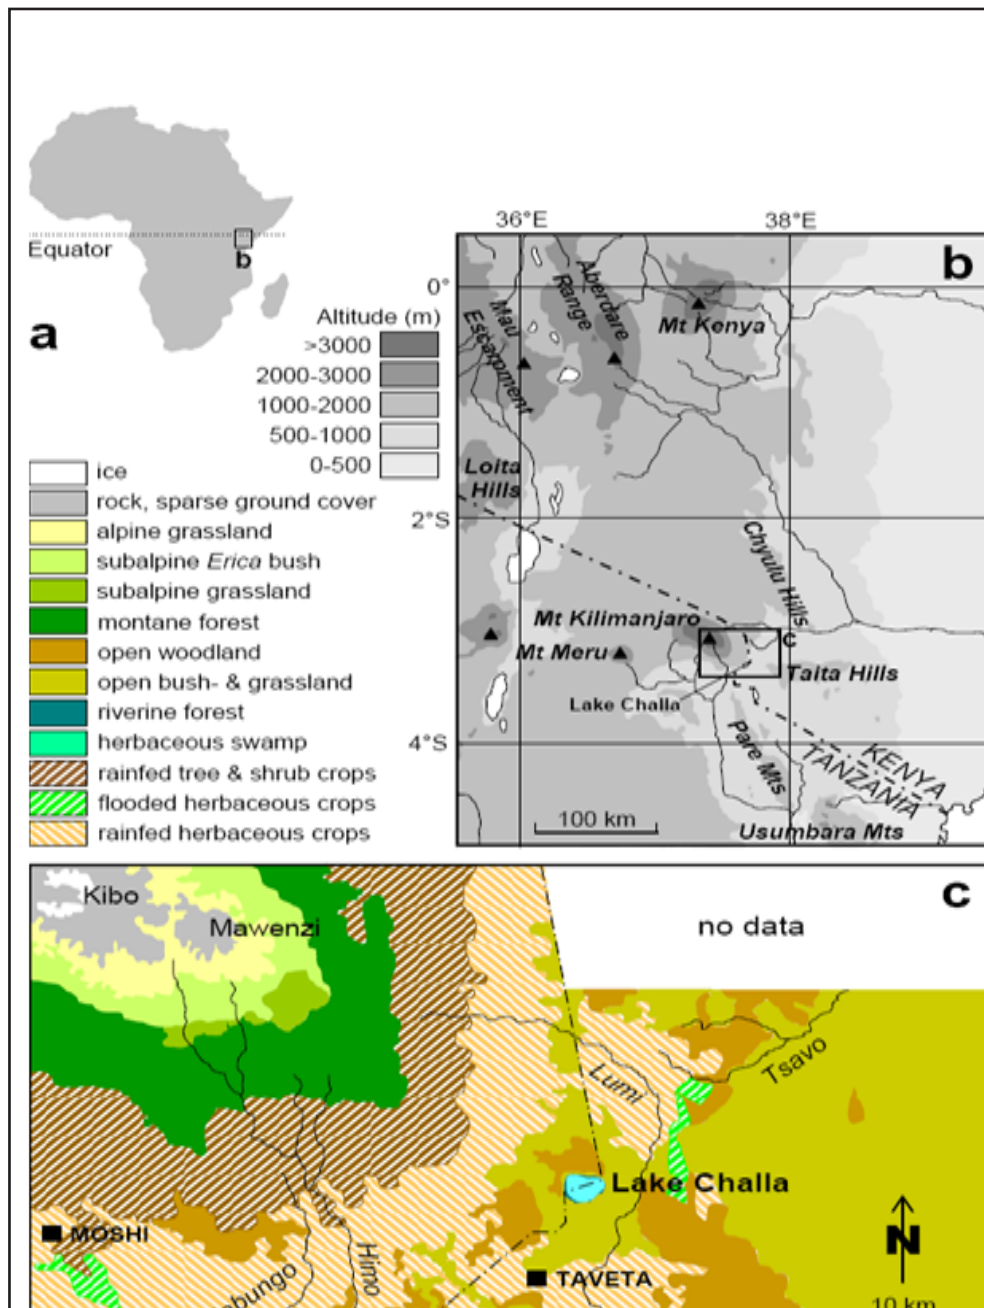 Equator
b
a
36°E
38°E
b
0°
2°S
4°S
Altitude (m)
>3000
2000-3000
1000-2000
500-1000
0-500
ice
rock, sparse ground cover
alpine grassland
subalpine Erica bush
subalpine grassland
montane forest
open woodland
open bush- & grassland
riverine forest
herbaceous swamp
rainfed tree & shrub crops
flooded herbaceous crops
rainfed herbaceous crops
Mau
Escarpment
Aberdare
Range
Mt Kenya
Loita
Hills
Chyulu Hills
Mt Kilimanjaro
c
Mt Meru
Taita Hills
Lake Challa
Pare Mts
KENYA
TANZANIA
100 km
Usumbara Mts
c
Kibo
Mawenzi
no data
Lumi
Tsavo
Lake Challa
MOSHI
Himo
TAVETA
N
10 km